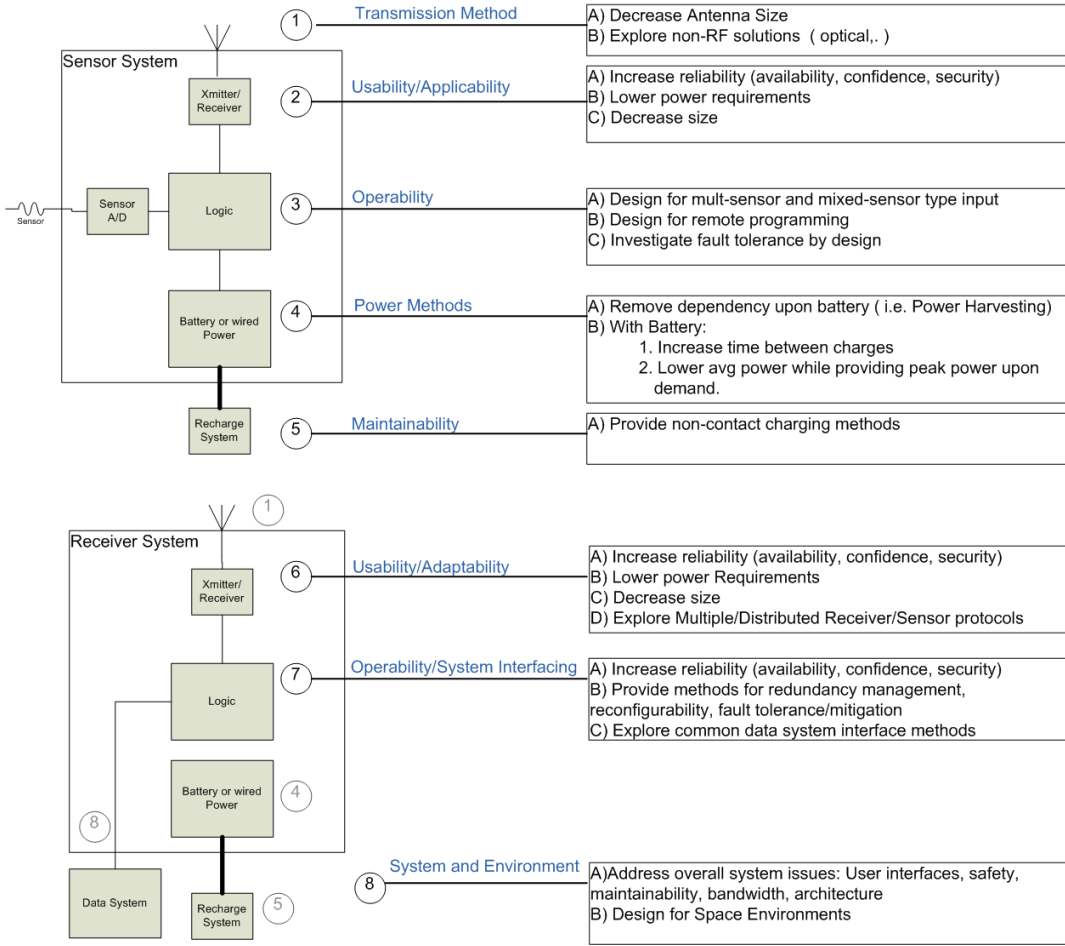 1
Transmission Method
A) Decrease Antenna Size
B) Explore non-RF solutions ( optical,. )
Sensor System
Xmitter/
Receiver
2
Usability/Applicability
A) Increase reliability (availability, confidence, security)
B) Lower power requirements
C) Decrease size
Sensor
Sensor
A/D
Logic
3
Operability
A) Design for mult-sensor and mixed-sensor type input
B) Design for remote programming
C) Investigate fault tolerance by design
Battery or wired
Power
4
Power Methods
A) Remove dependency upon battery ( i.e. Power Harvesting)
B) With Battery:
1. Increase time between charges
2. Lower avg power while providing peak power upon
demand.
Recharge
System
5
Maintainability
A) Provide non-contact charging methods
1
Receiver System
Xmitter/
Receiver
6
Usability/Adaptability
A) Increase reliability (availability, confidence, security)
B) Lower power Requirements
C) Decrease size
D) Explore Multiple/Distributed Receiver/Sensor protocols
Logic
7
Operability/System Interfacing
A) Increase reliability (availability, confidence, security)
B) Provide methods for redundancy management,
reconfigurability, fault tolerance/mitigation
C) Explore common data system interface methods
Battery or wired
Power
4
8
Data System
Recharge
System
5
8
System and Environment
A)Address overall system issues: User interfaces, safety,
maintainability, bandwidth, architecture
B) Design for Space Environments